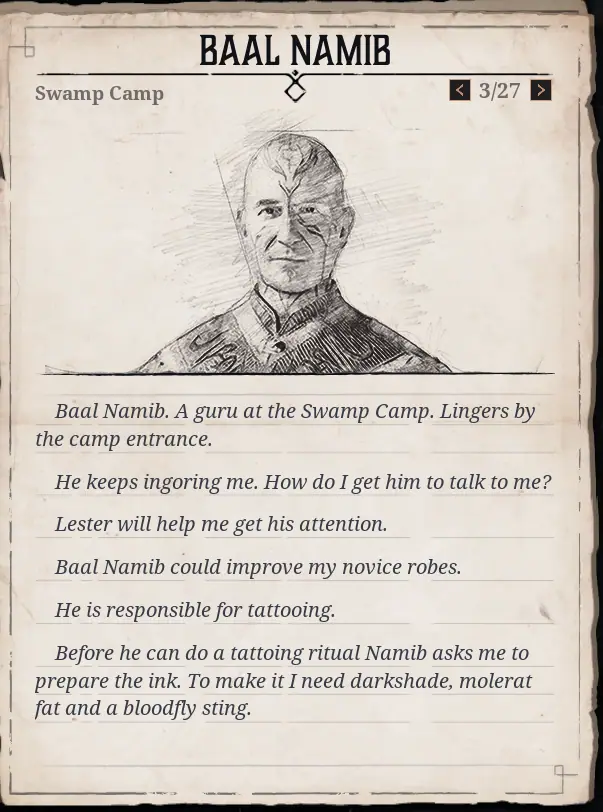 BAAL NAMIB
Swamp Camp
3/27
Baal Namib. A guru at the Swamp Camp. Lingers by
the camp entrance.
He keeps ingoring me. How do I get him to talk to me?
Lester will help me get his attention.
Baal Namib could improve my novice robes.
He is responsible for tattooing.
Before he can do a tattoing ritual Namib asks me to
prepare the ink. To make it I need darkshade, molerat
fat and a bloodfly sting.